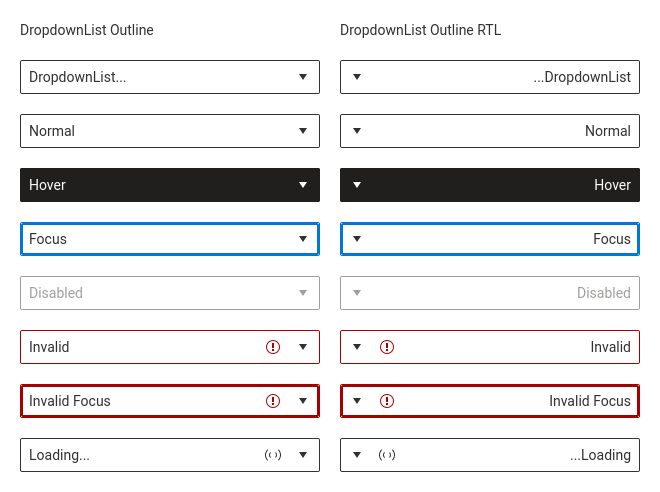 DropdownList Outline
DropdownList Outline RTL
DropdownList...
...DropdownList
Normal
Normal
Hover
Hover
Focus
Focus
Disabled
Disabled
Invalid
Invalid
Invalid Focus
Invalid Focus
Loading...
...Loading